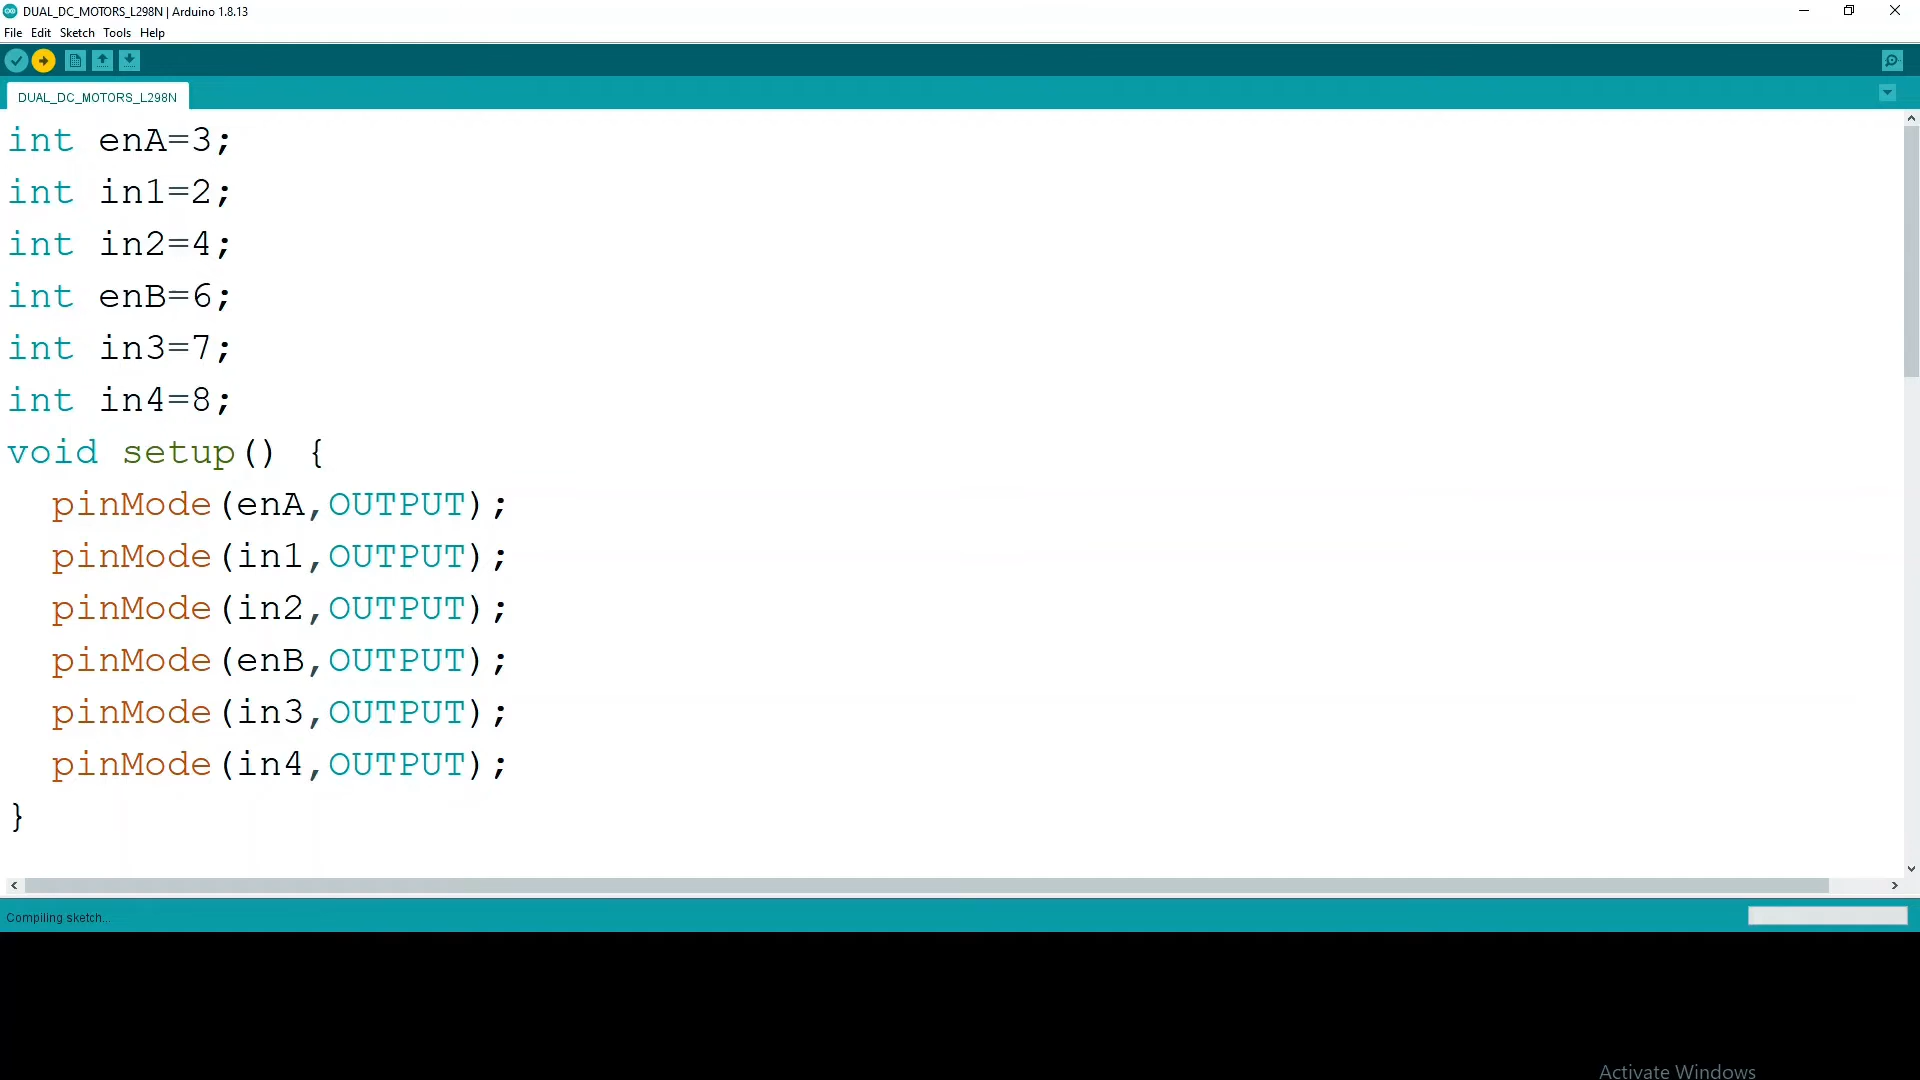 DUAL_DC_MOTORS_L298N | Arduino 1.8.13
File Edit Sketch Tools Help
DUAL_DC_MOTORS_L298N
int enA=3;
int in1=2;
int in2=4;
int enB=6;
int in3=7;
int in4=8;
void setup() {
  pinMode(enA,OUTPUT);
  pinMode(in1,OUTPUT);
  pinMode(in2,OUTPUT);
  pinMode(enB,OUTPUT);
  pinMode(in3,OUTPUT);
  pinMode(in4,OUTPUT);
}
Compiling sketch...
Activate Windows